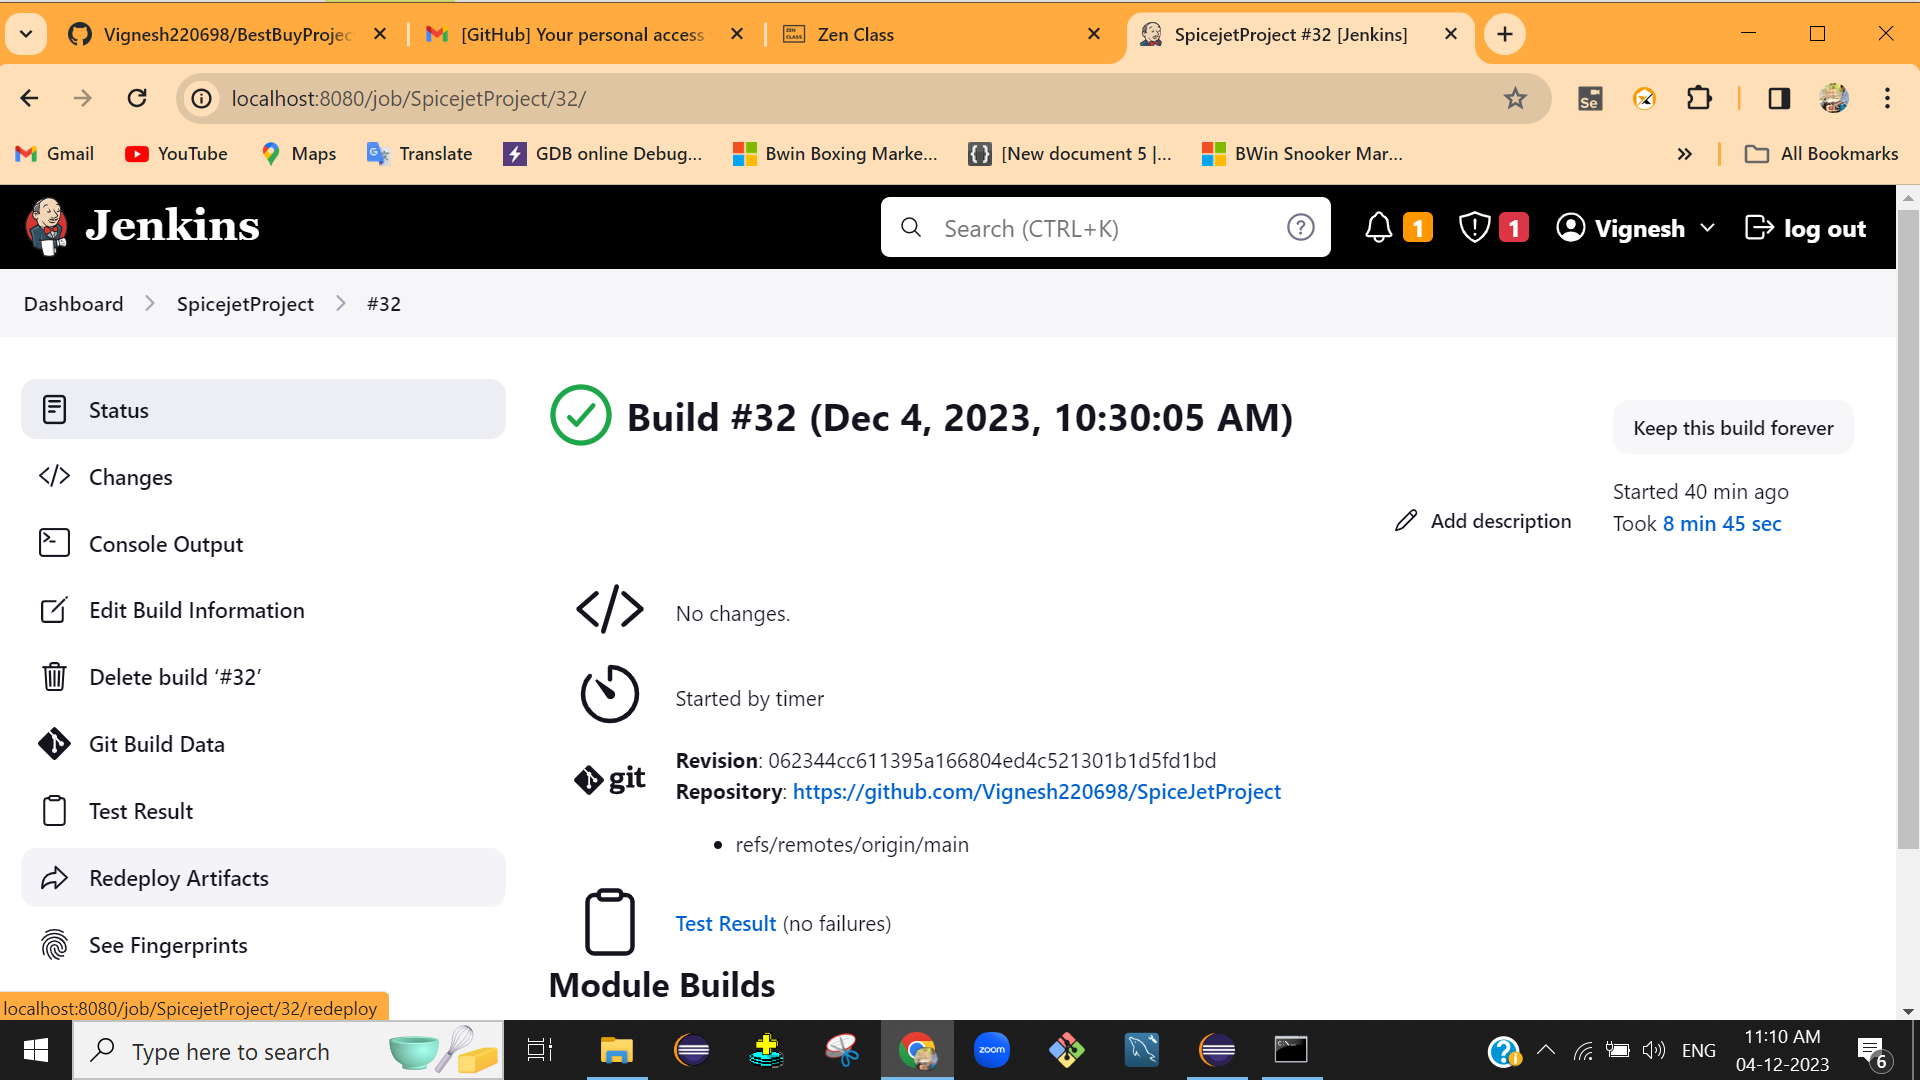 Vignesh220698/BestBuyProjec
[GitHub] Your personal access
ZEN CLASS
Zen Class
SpicejetProject #32 [Jenkins]
localhost:8080/job/SpicejetProject/32/
Se
Gmail
YouTube
Maps
Translate
GDB online Debug...
Bwin Boxing Marke...
[New document 5 |...
BWin Snooker Mar...
All Bookmarks
Jenkins
Search (CTRL+K)
1
1
Vignesh
log out
Dashboard
SpicejetProject
#32
Status
Changes
Console Output
Edit Build Information
Delete build ‘#32’
Git Build Data
Test Result
Redeploy Artifacts
See Fingerprints
Build #32 (Dec 4, 2023, 10:30:05 AM)
Keep this build forever
Started 40 min ago
Took 8 min 45 sec
Add description
No changes.
Started by timer
git
Revision: 062344cc611395a166804ed4c521301b1d5fd1bd
Repository: https://github.com/Vignesh220698/SpiceJetProject
• refs/remotes/origin/main
Test Result (no failures)
Module Builds
localhost:8080/job/SpicejetProject/32/redeploy
Type here to search
zoom
ENG
11:10 AM
04-12-2023
6